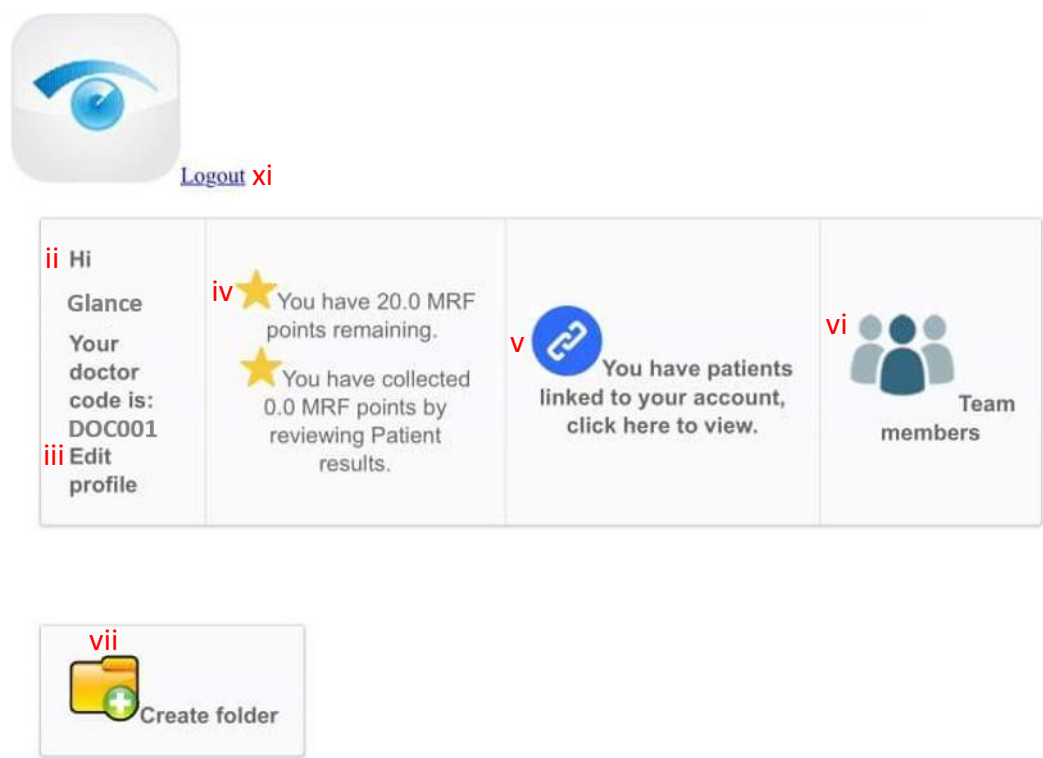 Logout xi
ii Hi
Glance
Your
doctor
code is:
DOC001
iii Edit
profile
iv You have 20.0 MRF
points remaining.
You have collected
0.0 MRF points by
reviewing Patient
results.
v You have patients
linked to your account,
click here to view.
vi Team
members
vii
Create folder